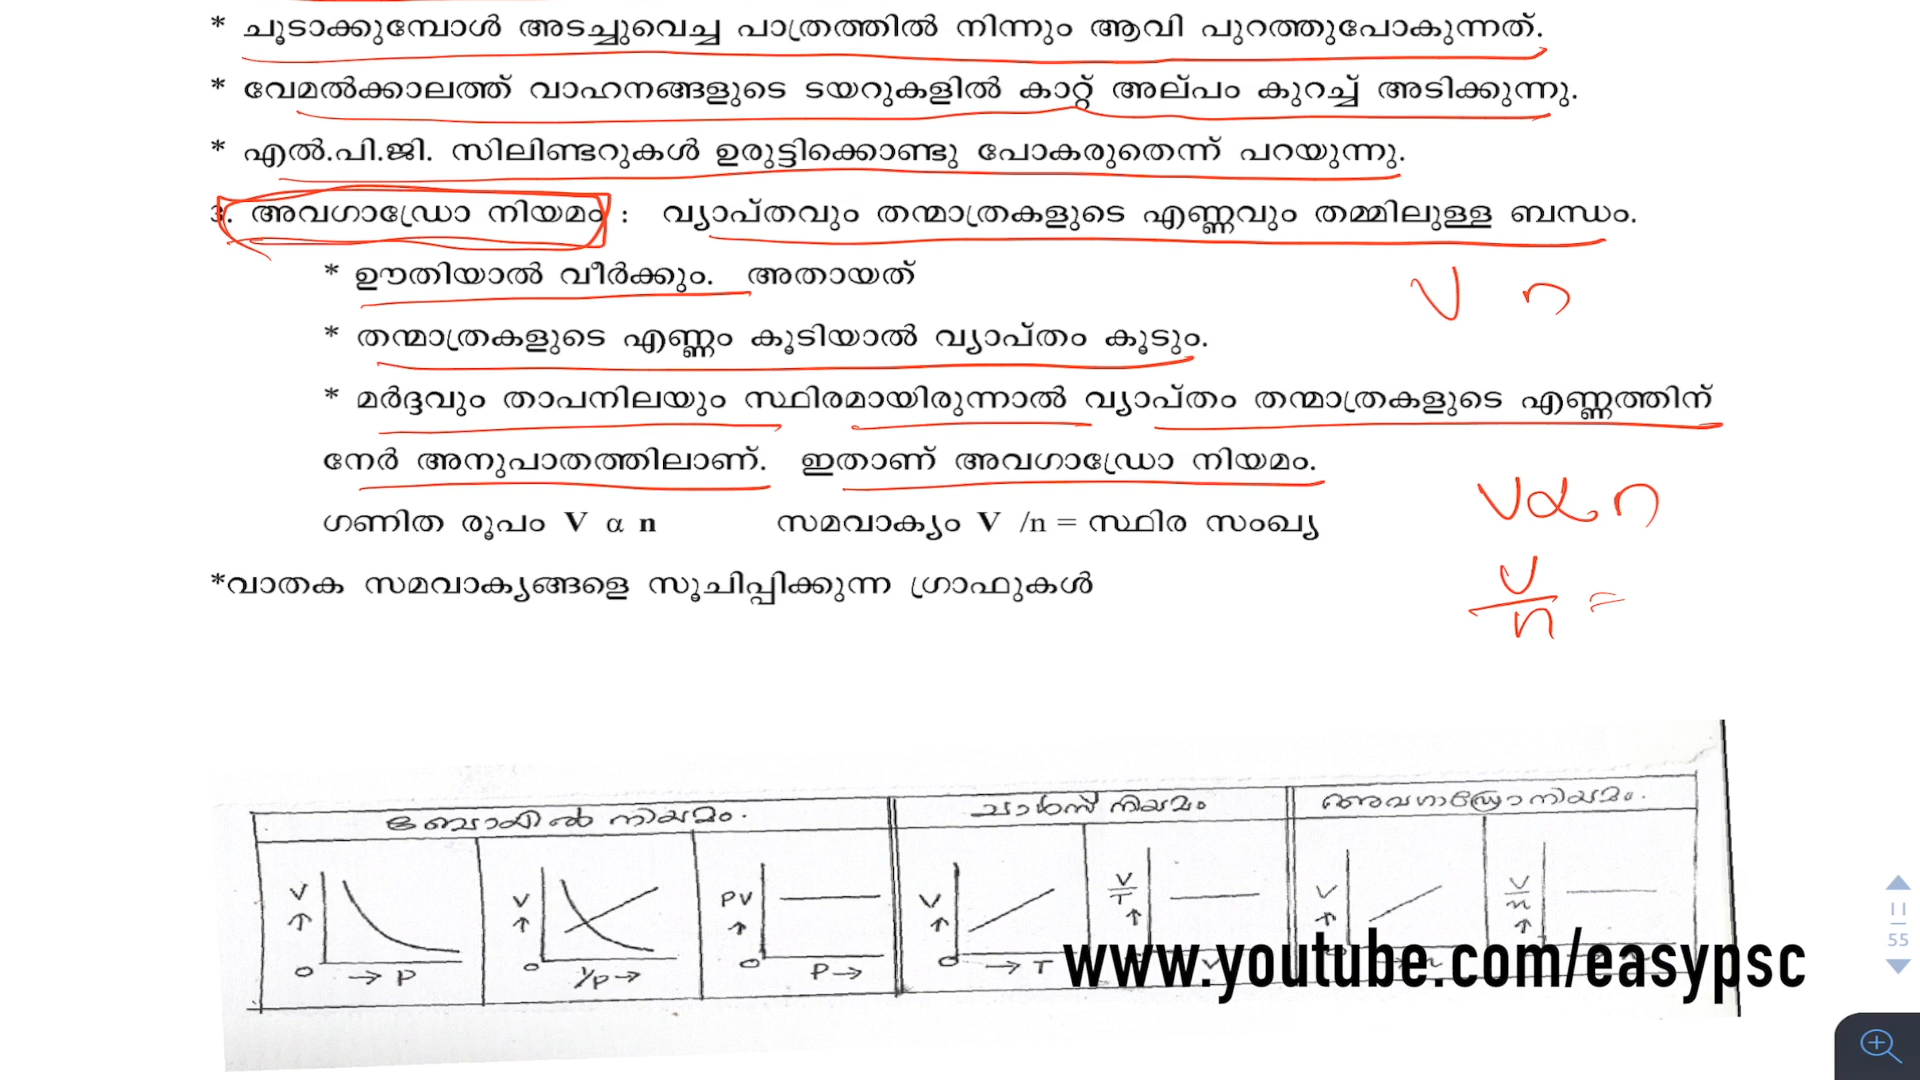 * ചൂടാക്കുമ്പോൾ അടച്ചുവെച്ച പാത്രത്തിൽ നിന്നും ആവി പുറത്തുപോകുന്നത്.
* വേമൽക്കാലത്ത് വാഹനങ്ങളുടെ ടയറുകളിൽ കാറ്റ് അല്പം കുറച്ച് അടിക്കുന്നു.
* എൽ.പി.ജി. സിലിണ്ടറുകൾ ഉരുട്ടിക്കൊണ്ടു പോകരുതെന്ന് പറയുന്നു.
3. അവഗാഡ്രോ നിയമം : വ്യാപ്തവും തന്മാത്രകളുടെ എണ്ണവും തമ്മിലുള്ള ബന്ധം.
* ഊതിയാൽ വീർക്കും. അതായത്
V n
* തന്മാത്രകളുടെ എണ്ണം കൂടിയാൽ വ്യാപ്തം കൂടും.
* മർദ്ദവും താപനിലയും സ്ഥിരമായിരുന്നാൽ വ്യാപ്തം തന്മാത്രകളുടെ എണ്ണത്തിന്
നേർ അനുപാതത്തിലാണ്. ഇതാണ് അവഗാഡ്രോ നിയമം.
V α n
ഗണിത രൂപം V α n സമവാക്യം V /n = സ്ഥിര സംഖ്യ
*വാതക സമവാക്യങ്ങളെ സൂചിപ്പിക്കുന്ന ഗ്രാഫുകൾ
V/n =
ബോയിൽ നിയമം. ചാൾസ് നിയമം അവഗാഡ്രോ നിയമം.
V V PV V V/T V V/n
O → P O 1/P → O P → O → T
www.youtube.com/easypsc
11
55